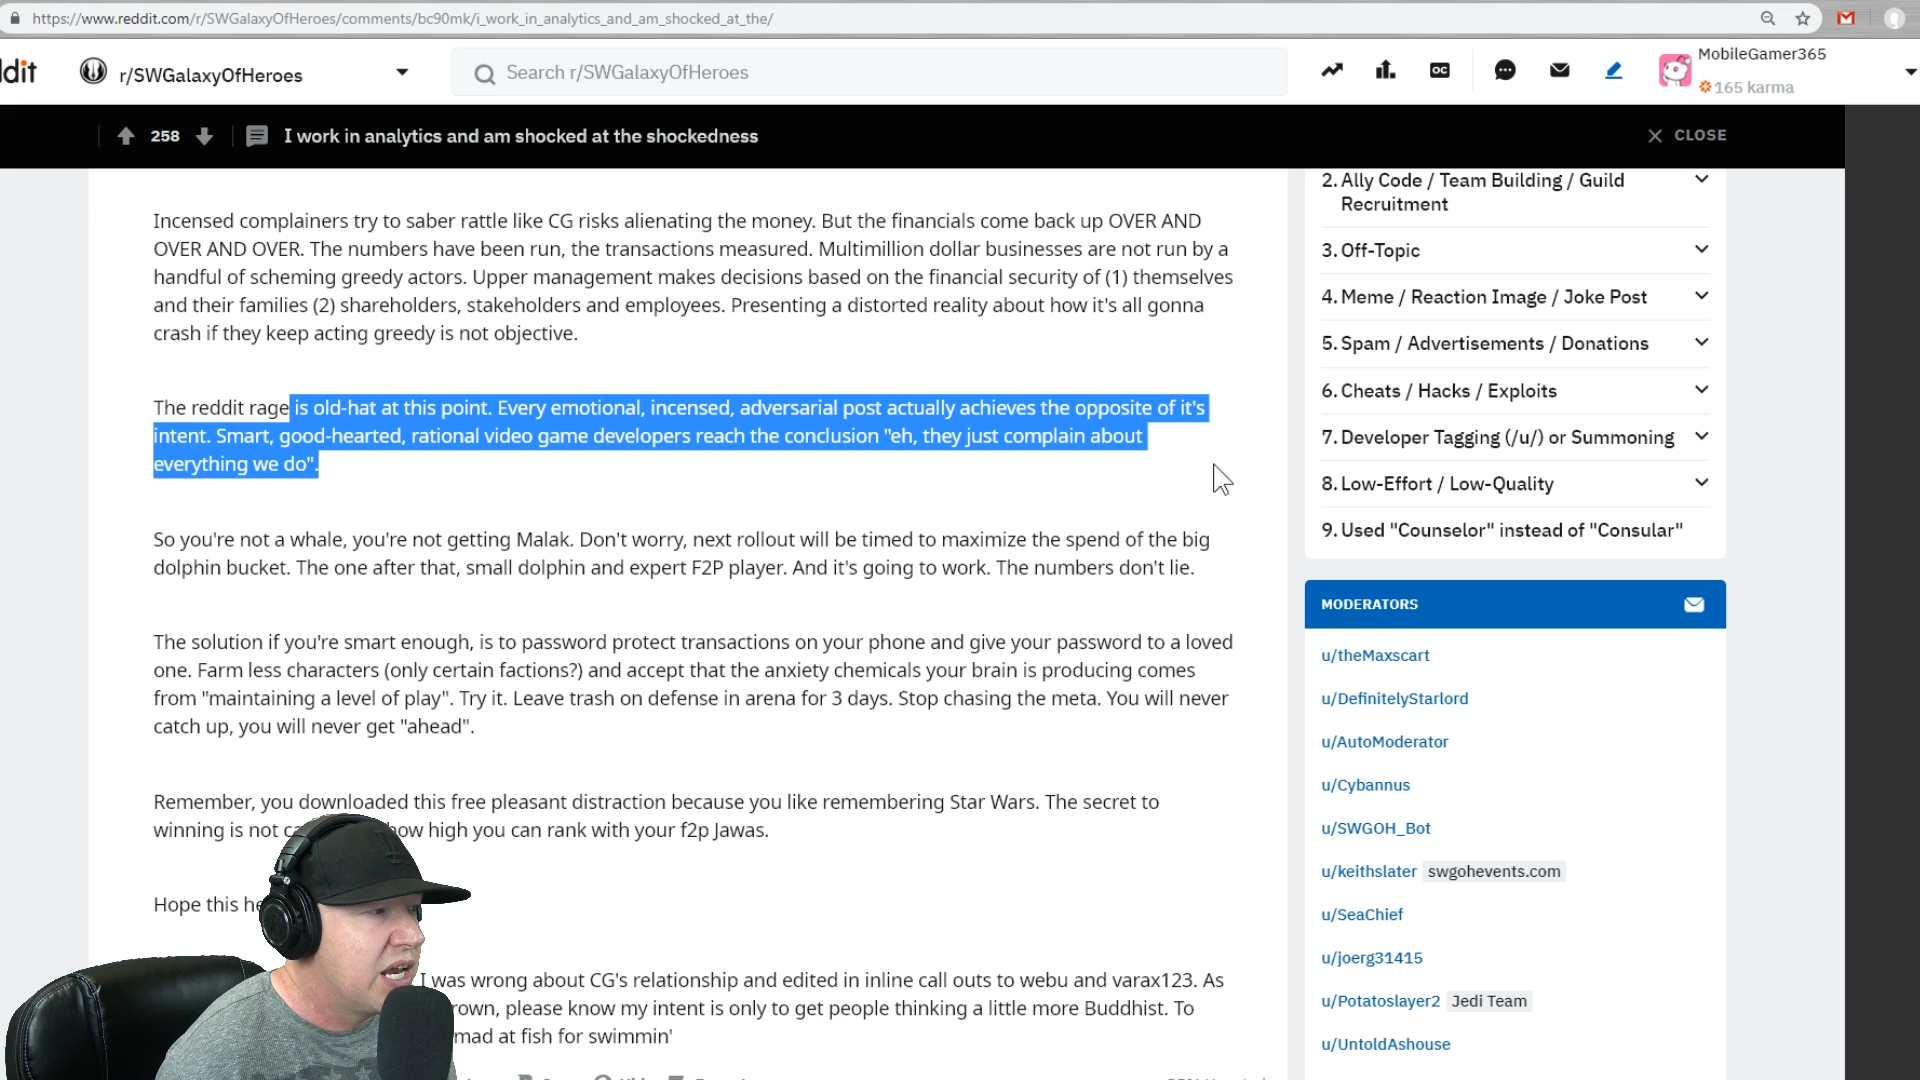 https://www.reddit.com/r/SWGalaxyOfHeroes/comments/bc90mk/i_work_in_analytics_and_am_shocked_at_the/
ddit
r/SWGalaxyOfHeroes
Search r/SWGalaxyOfHeroes
OC
MobileGamer365
165 karma
258
I work in analytics and am shocked at the shockedness
CLOSE
Incensed complainers try to saber rattle like CG risks alienating the money. But the financials come back up OVER AND
OVER AND OVER. The numbers have been run, the transactions measured. Multimillion dollar businesses are not run by a
handful of scheming greedy actors. Upper management makes decisions based on the financial security of (1) themselves
and their families (2) shareholders, stakeholders and employees. Presenting a distorted reality about how it's all gonna
crash if they keep acting greedy is not objective.
The reddit rage is old-hat at this point. Every emotional, incensed, adversarial post actually achieves the opposite of it's
intent. Smart, good-hearted, rational video game developers reach the conclusion "eh, they just complain about
everything we do".
So you're not a whale, you're not getting Malak. Don't worry, next rollout will be timed to maximize the spend of the big
dolphin bucket. The one after that, small dolphin and expert F2P player. And it's going to work. The numbers don't lie.
The solution if you're smart enough, is to password protect transactions on your phone and give your password to a loved
one. Farm less characters (only certain factions?) and accept that the anxiety chemicals your brain is producing comes
from "maintaining a level of play". Try it. Leave trash on defense in arena for 3 days. Stop chasing the meta. You will never
catch up, you will never get "ahead".
Remember, you downloaded this free pleasant distraction because you like remembering Star Wars. The secret to
winning is not how high you can rank with your f2p Jawas.
Hope this
I was wrong about CG's relationship and edited in inline call outs to webu and varax123. As
please know my intent is only to get people thinking a little more Buddhist. To
mad at fish for swimmin'
2. Ally Code / Team Building / Guild
Recruitment
3. Off-Topic
4. Meme / Reaction Image / Joke Post
5. Spam / Advertisements / Donations
6. Cheats / Hacks / Exploits
7. Developer Tagging (/u/) or Summoning
8. Low-Effort / Low-Quality
9. Used "Counselor" instead of "Consular"
MODERATORS
u/theMaxscart
u/DefinitelyStarlord
u/AutoModerator
u/Cybannus
u/SWGOH_Bot
u/keithslater swgohevents.com
u/SeaChief
u/joerg31415
u/Potatoslayer2 Jedi Team
u/UntoldAshouse